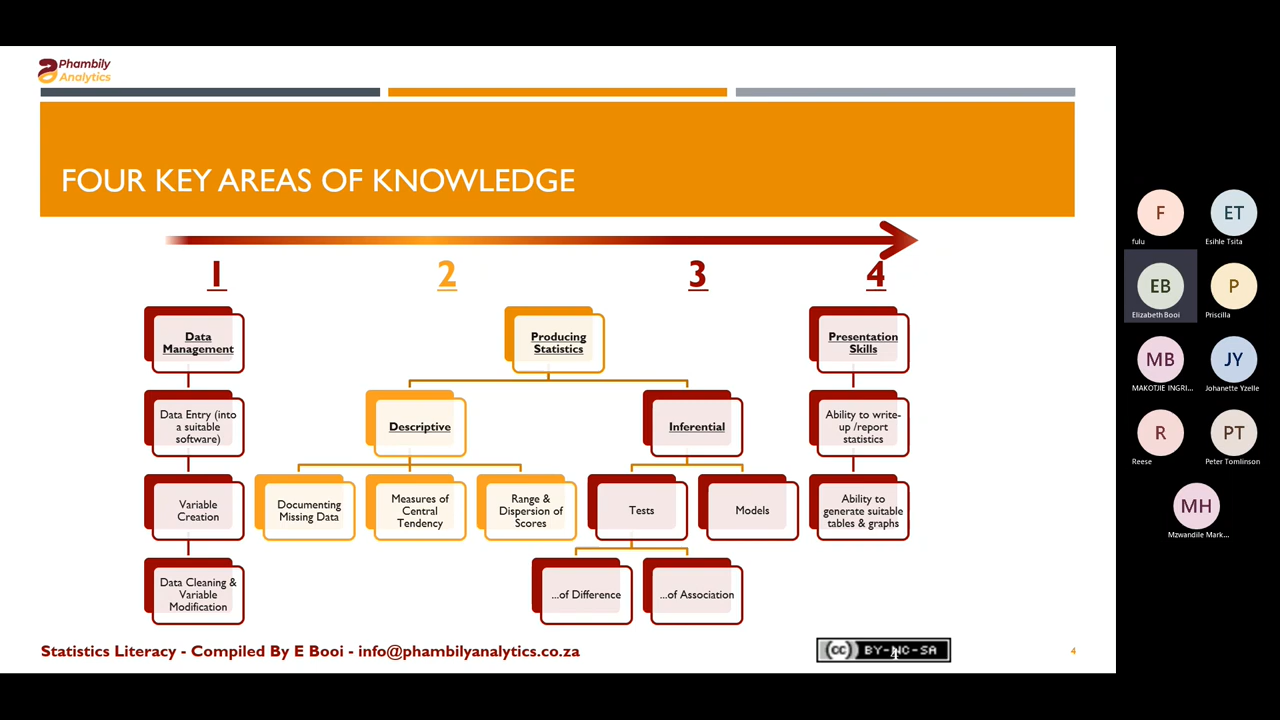 Phambily
Analytics
FOUR KEY AREAS OF KNOWLEDGE
1
2
3
4
Data
Management
Data Entry (into
a suitable
software)
Variable
Creation
Data Cleaning &
Variable
Modification
Producing
Statistics
Descriptive
Documenting
Missing Data
Measures of
Central
Tendency
Range &
Dispersion of
Scores
Inferential
Tests
Models
...of Difference
...of Association
Presentation
Skills
Ability to write-
up /report
statistics
Ability to
generate suitable
tables & graphs
Statistics Literacy - Compiled By E Booi - info@phambilyanalytics.co.za
cc BY-NC-SA
4
F
fulu
ET
Esihle Tsita
EB
Elizabeth Booi
P
Priscilla
MB
MAKOTJIE INGRI...
JY
Johanette Yzelle
R
Reese
PT
Peter Tomlinson
MH
Mzwandile Mark...